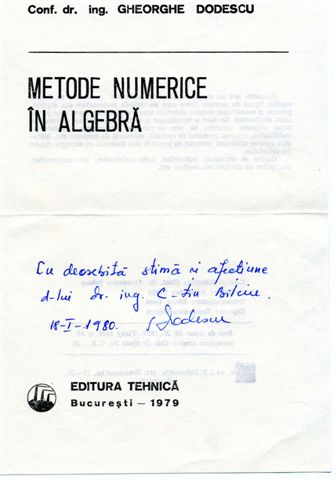 Conf. dr. ing. GHEORGHE DODESCU
METODE NUMERICE
ÎN ALGEBRĂ
Cu deosebită stimă și afecțiune
d-lui dr. ing. C-tin Bilciu.
18-I-1980. Dodescu
EDITURA TEHNICĂ
București — 1979